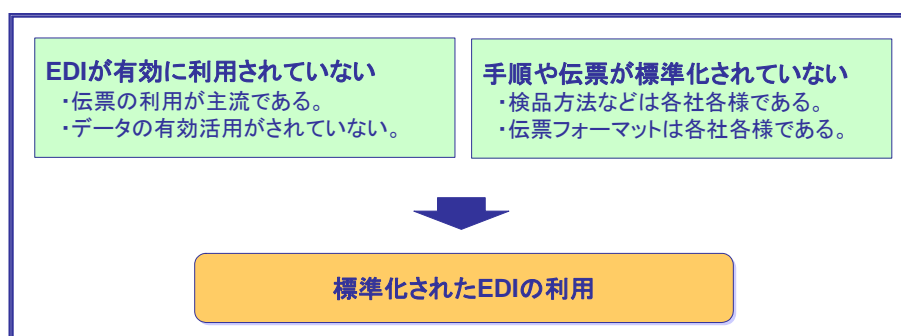 EDIが有効に利用されていない
・伝票の利用が主流である。
・データの有効活用がされていない。
手順や伝票が標準化されていない
・検品方法などは各社各様である。
・伝票フォーマットは各社各様である。
標準化されたEDIの利用